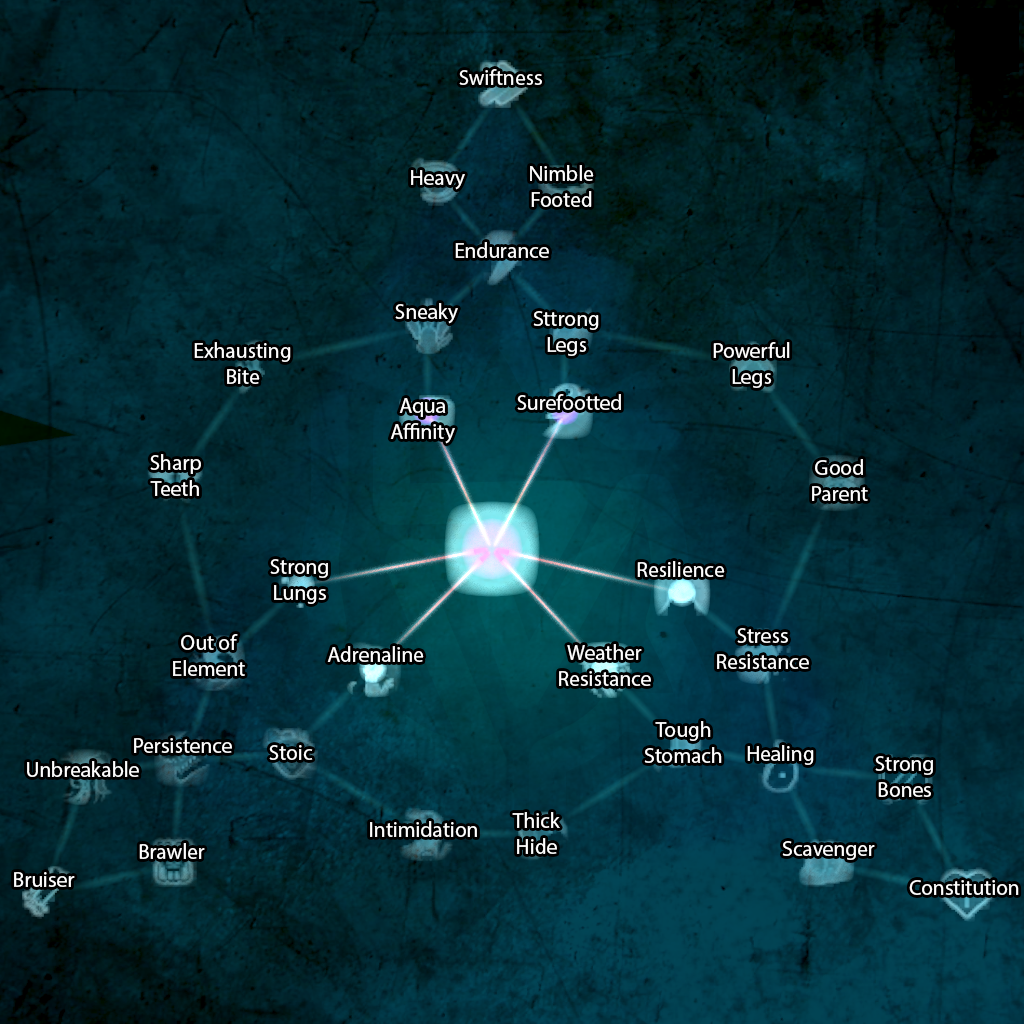 Swiftness
Heavy
Nimble
Footed
Endurance
Sneaky
Sttrong
Legs
Exhausting
Bite
Powerful
Legs
Aqua
Affinity
Surefootted
Sharp
Teeth
Good
Parent
Strong
Lungs
Resilience
Out of
Element
Adrenaline
Weather
Resistance
Stress
Resistance
Persistence
Stoic
Tough
Stomach
Healing
Unbreakable
Strong
Bones
Intimidation
Thick
Hide
Brawler
Scavenger
Bruiser
Constitution